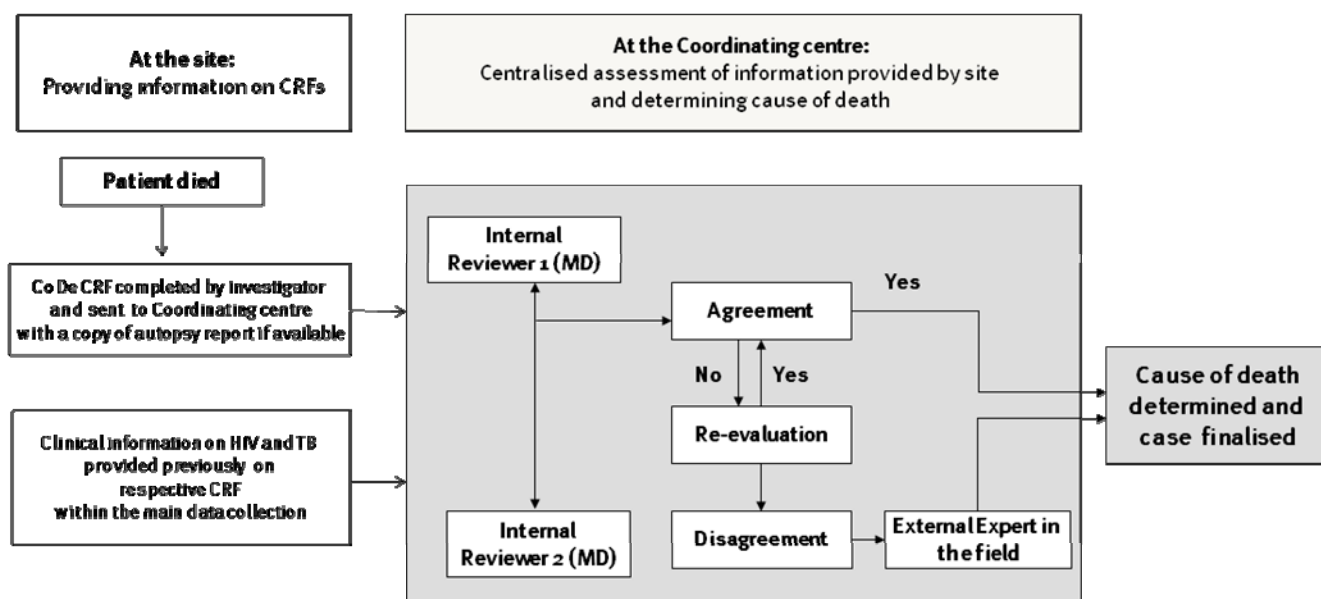 At the site:
Providing information on CRFs
At the Coordinating centre:
Centralised assessment of information provided by site
and determining cause of death
Patient died
CoDe CRF completed by investigator
and sent to Coordinating centre
with a copy of autopsy report if available
Clinical information on HIV and TB
provided previously on
respective CRF
within the main data collection
Internal
Reviewer 1 (MD)
Internal
Reviewer 2 (MD)
Agreement
Yes
No
Yes
Re-evaluation
Disagreement
External Expert in
the field
Cause of death
determined and
case finalised